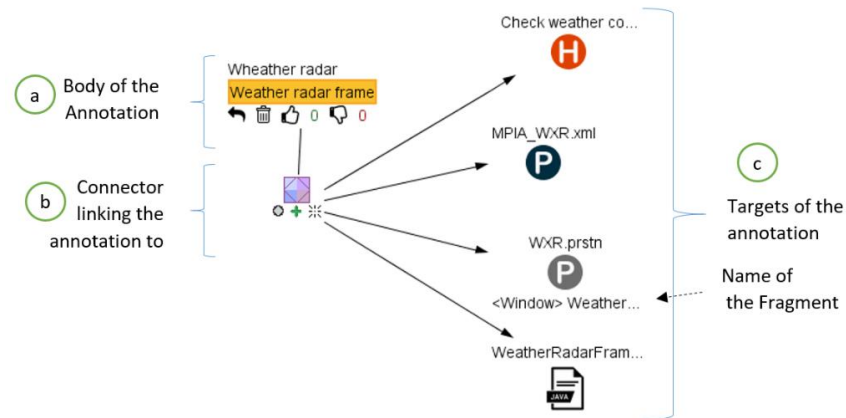 a
Body of the
Annotation
Wheather radar
Weather radar frame
0
0
b
Connector
linking the
annotation to
Check weather co...
H
MPIA_WXR.xml
P
WXR.prstn
P
<Window> Weather...
WeatherRadarFram...
JAVA
c
Targets of the
annotation
Name of
the Fragment